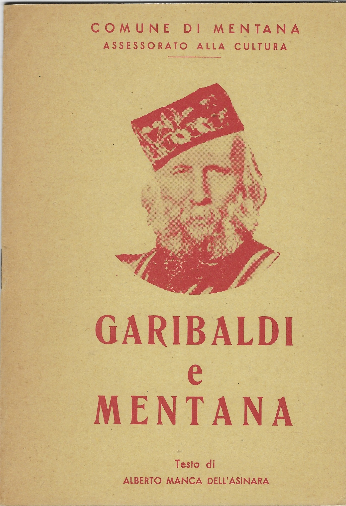 COMUNE DI MENTANA
ASSESSORATO ALLA CULTURA
GARIBALDI
e
MENTANA
Testo di
ALBERTO MANCA DELL'ASINARA